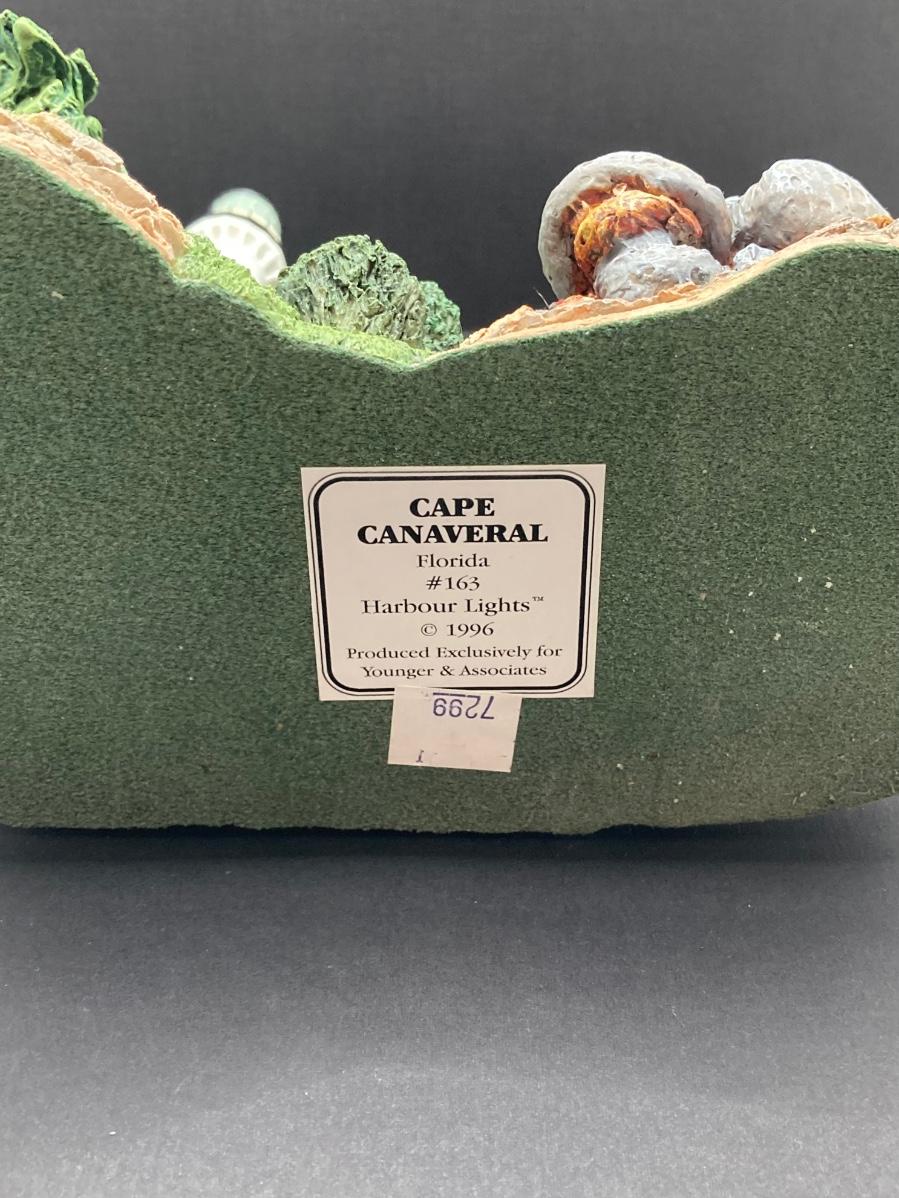 CAPE
CANAVERAL
Florida
#163
Harbour Lights™
© 1996
Produced Exclusively for
Younger & Associates
7299